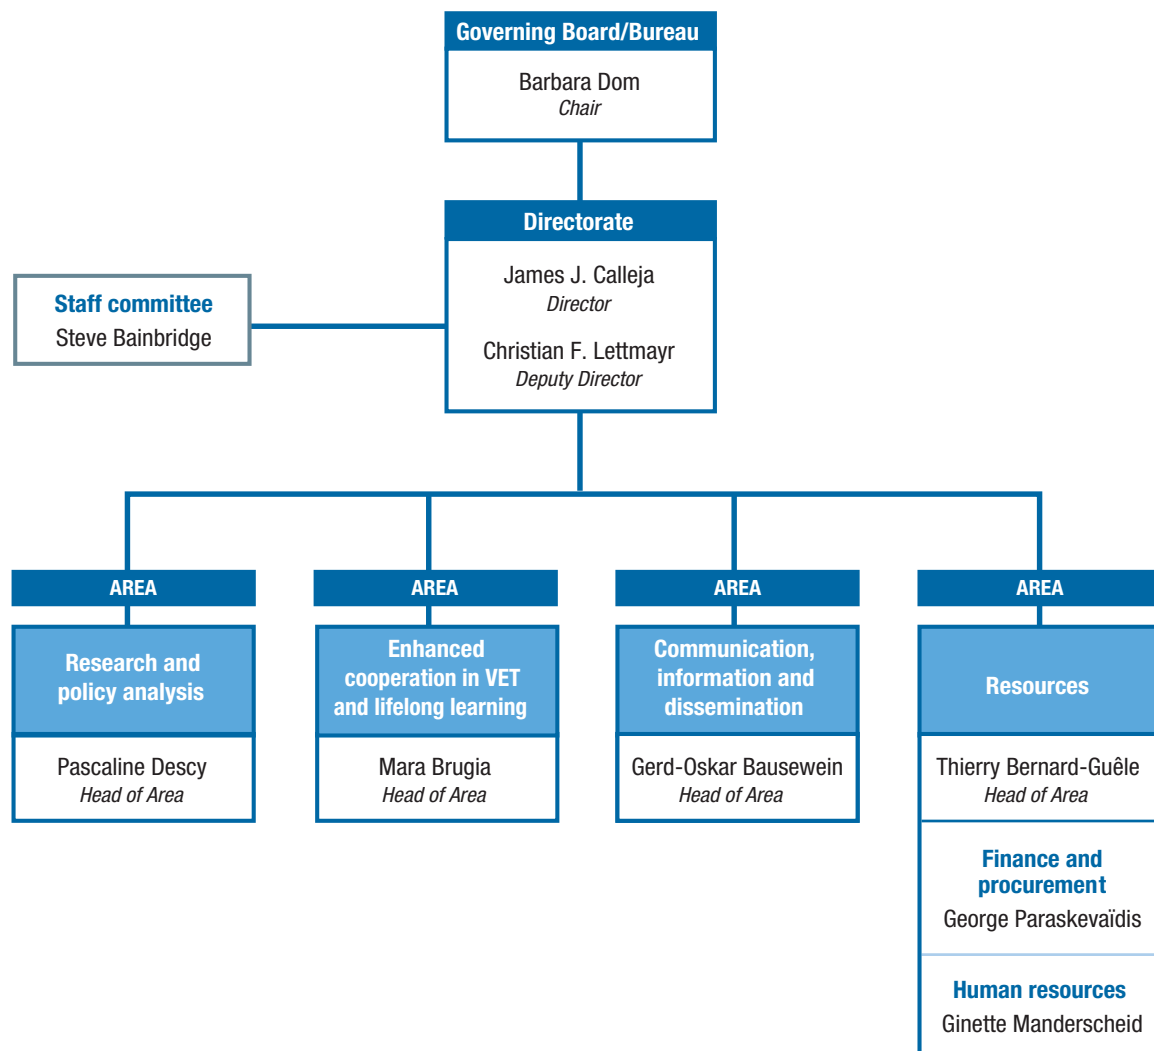 Governing Board/Bureau
Barbara Dom
Chair
Directorate
James J. Calleja
Director
Christian F. Lettmayr
Deputy Director
Staff committee
Steve Bainbridge
AREA
Research and
policy analysis
Pascaline Descy
Head of Area
AREA
Enhanced
cooperation in VET
and lifelong learning
Mara Brugia
Head of Area
AREA
Communication,
information and
dissemination
Gerd-Oskar Bausewein
Head of Area
AREA
Resources
Thierry Bernard-Guêle
Head of Area
Finance and
procurement
George Paraskevaïdis
Human resources
Ginette Manderscheid